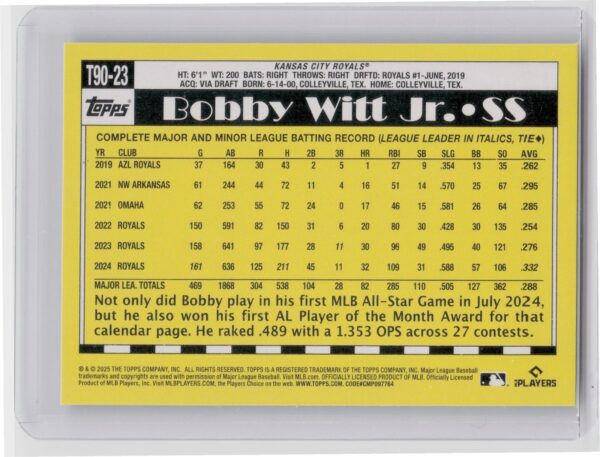 T90-23
KANSAS CITY ROYALS®
HT: 6'1" WT: 200 BATS: RIGHT THROWS: RIGHT DRFTD: ROYALS #1-JUNE, 2019
ACQ: VIA DRAFT BORN: 6-14-00, COLLEYVILLE, TEX. HOME: COLLEYVILLE, TEX.
topps Bobby Witt Jr. • SS
COMPLETE MAJOR AND MINOR LEAGUE BATTING RECORD (LEAGUE LEADER IN ITALICS, TIE◆)
YR CLUB G AB R H 2B 3B HR RBI SB SLG BB SO AVG
2019 AZL ROYALS 37 164 30 43 2 5 1 27 9 .354 13 35 .262
2021 NW ARKANSAS 61 244 44 72 11 4 16 51 14 .570 25 67 .295
2021 OMAHA 62 253 55 72 24 0 17 46 15 .581 26 64 .285
2022 ROYALS 150 591 82 150 31 6 20 80 30 .428 30 135 .254
2023 ROYALS 158 641 97 177 28 11 30 96 49 .495 40 121 .276
2024 ROYALS 161 636 125 211 45 11 32 109 31 .588 57 106 .332
MAJOR LEA. TOTALS 469 1868 304 538 104 28 82 285 110 .505 127 362 .288
Not only did Bobby play in his first MLB All-Star Game in July 2024,
but he also won his first AL Player of the Month Award for that
calendar page. He raked .489 with a 1.353 OPS across 27 contests.
® & © 2025 THE TOPPS COMPANY, INC. ALL RIGHTS RESERVED. TOPPS IS A REGISTERED TRADEMARK OF THE TOPPS COMPANY, INC. Major League Baseball
trademarks and copyrights are used with permission of Major League Baseball. Visit MLB.com. OFFICIALLY LICENSED PRODUCT OF MLB PLAYERS, INC. Officially Licensed
Product of MLB Players, Inc. Visit MLBPLAYERS.com, the Players Choice on the web. WWW.TOPPS.COM. CODE#CMP097764
PLAYERS